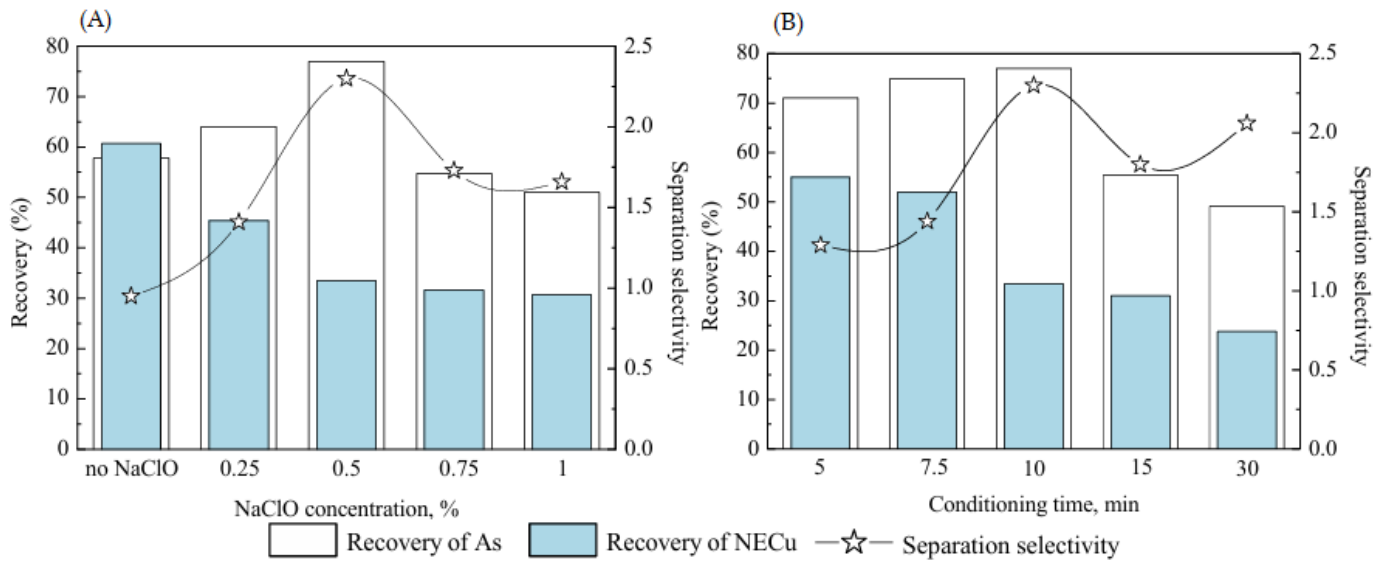 (A)
80
70
60
50
40
30
20
10
0
Recovery (%)
2.5
2.0
1.5
1.0
0.5
0.0
Separation selectivity
no NaClO 0.25 0.5 0.75 1
NaClO concentration, %
(B)
80
70
60
50
40
30
20
10
0
Recovery (%)
2.5
2.0
1.5
1.0
0.5
0.0
Separation selectivity
5 7.5 10 15 30
Conditioning time, min
Recovery of As Recovery of NECu Separation selectivity